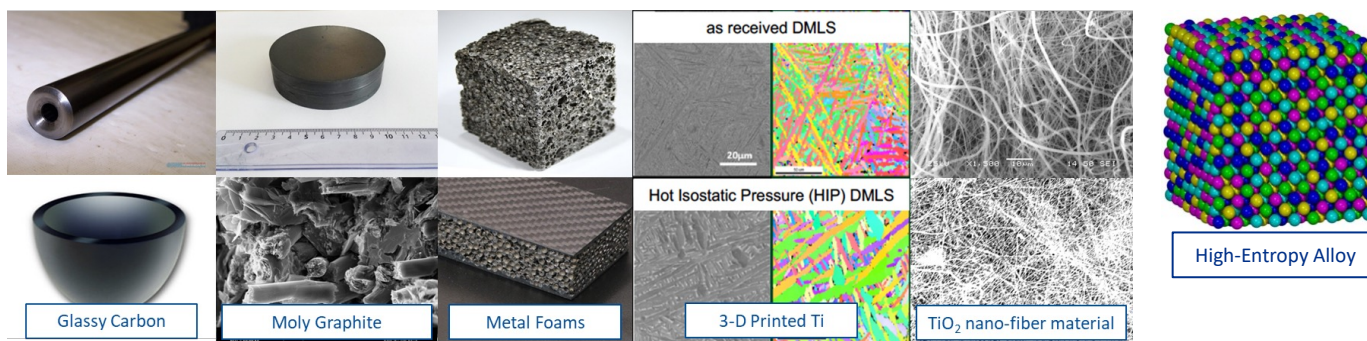 as received DMLS
20μm
Hot Isostatic Pressure (HIP) DMLS
Glassy Carbon
Moly Graphite
Metal Foams
3-D Printed Ti
TiO₂ nano-fiber material
High-Entropy Alloy